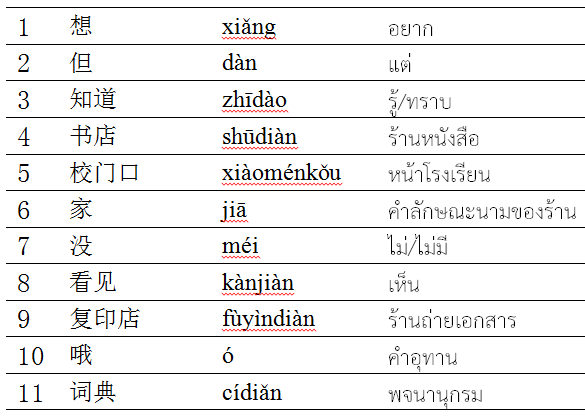 1 想 xiǎng อยาก
2 但 dàn แต่
3 知道 zhīdào รู้/ทราบ
4 书店 shūdiàn ร้านหนังสือ
5 校门口 xiàoménkǒu หน้าโรงเรียน
6 家 jiā คำลักษณะนามของร้าน
7 没 méi ไม่/ไม่มี
8 看见 kànjiàn เห็น
9 复印店 fùyìndiàn ร้านถ่ายเอกสาร
10 哦 ó คำอุทาน
11 词典 cídiǎn พจนานุกรม